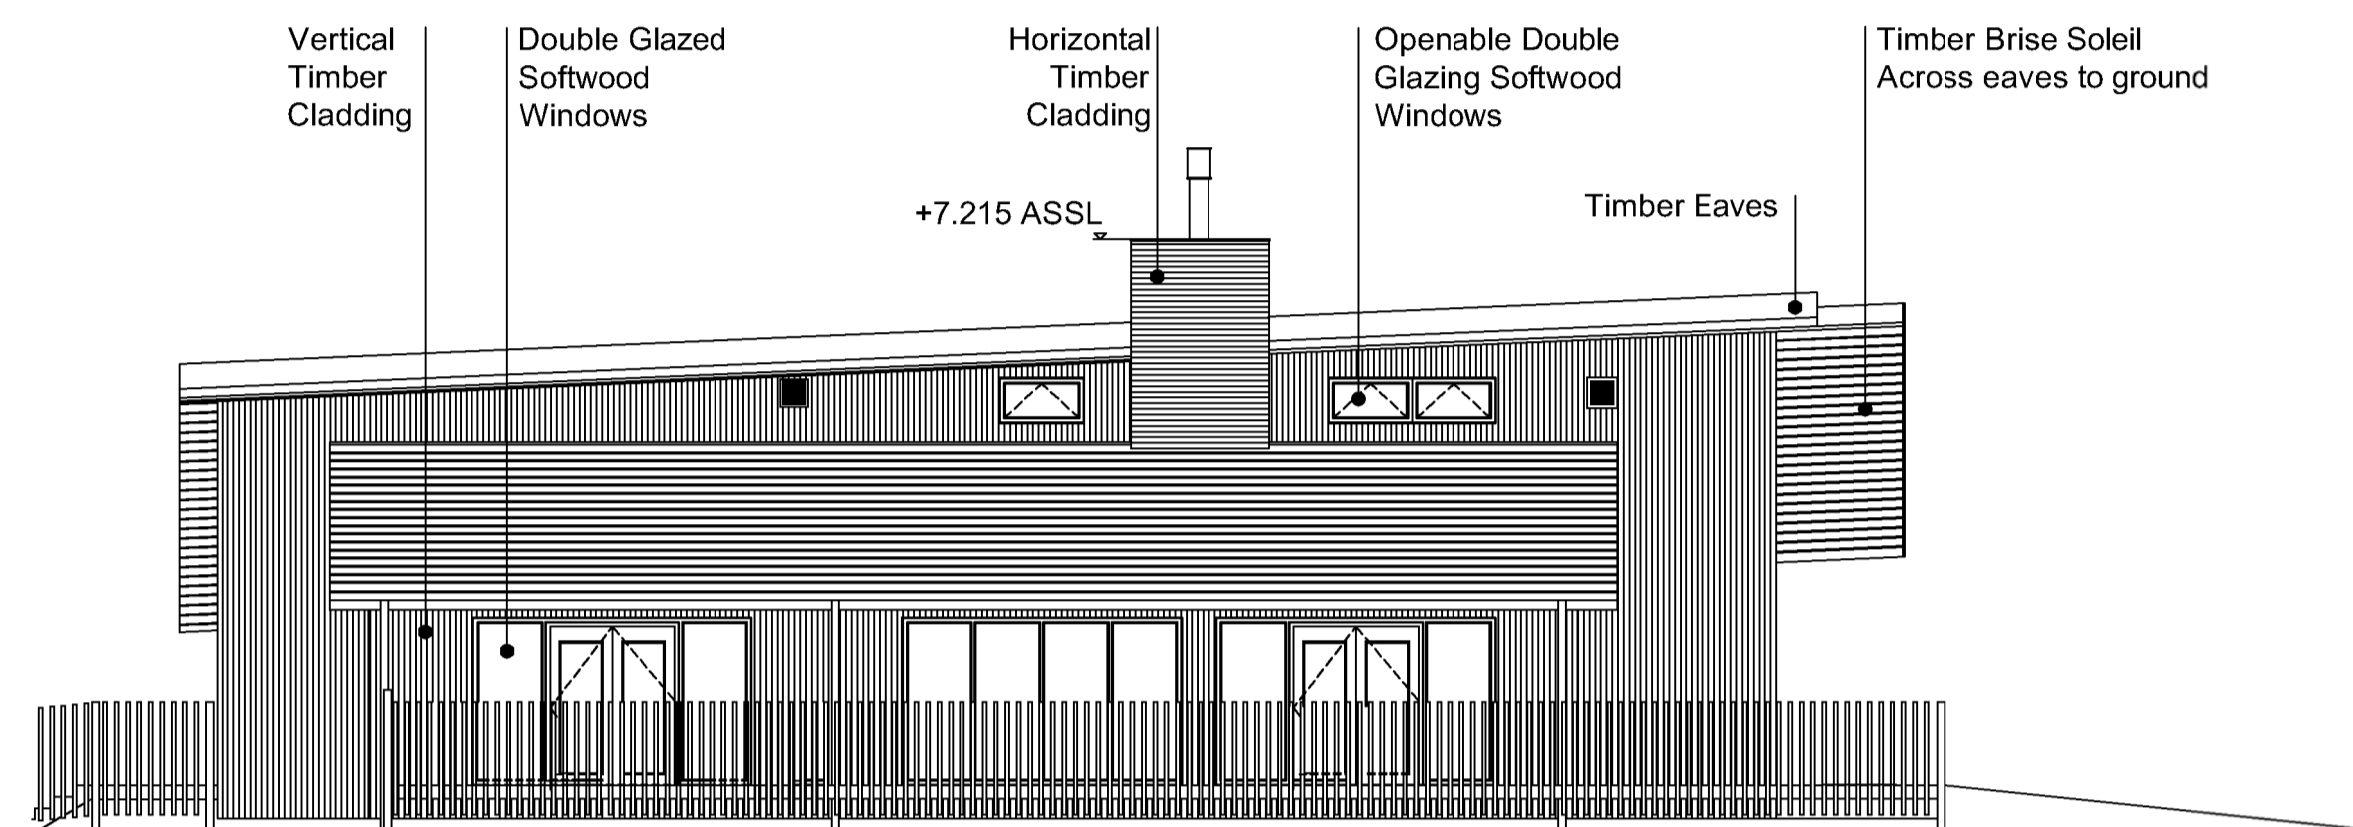 Vertical
Timber
Cladding
Double Glazed
Softwood
Windows
Horizontal
Timber
Cladding
Openable Double
Glazing Softwood
Windows
Timber Brise Soleil
Across eaves to ground
+7.215 ASSL
Timber Eaves